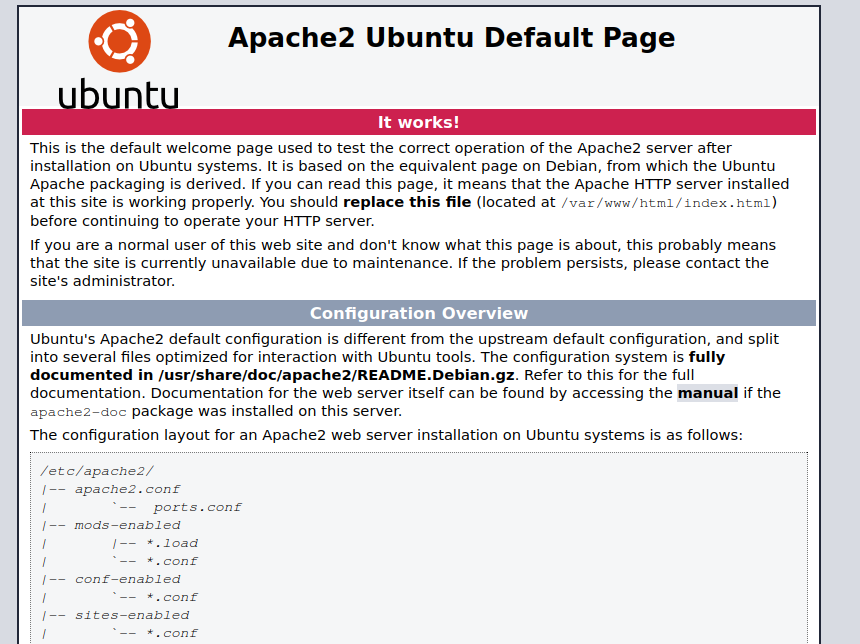 ubuntu
Apache2 Ubuntu Default Page
It works!
This is the default welcome page used to test the correct operation of the Apache2 server after
installation on Ubuntu systems. It is based on the equivalent page on Debian, from which the Ubuntu
Apache packaging is derived. If you can read this page, it means that the Apache HTTP server installed
at this site is working properly. You should replace this file (located at /var/www/html/index.html)
before continuing to operate your HTTP server.
If you are a normal user of this web site and don't know what this page is about, this probably means
that the site is currently unavailable due to maintenance. If the problem persists, please contact the
site's administrator.
Configuration Overview
Ubuntu's Apache2 default configuration is different from the upstream default configuration, and split
into several files optimized for interaction with Ubuntu tools. The configuration system is fully
documented in /usr/share/doc/apache2/README.Debian.gz. Refer to this for the full
documentation. Documentation for the web server itself can be found by accessing the manual if the
apache2-doc package was installed on this server.
The configuration layout for an Apache2 web server installation on Ubuntu systems is as follows:
/etc/apache2/
|-- apache2.conf
|       `--  ports.conf
|-- mods-enabled
|       |-- *.load
|       `-- *.conf
|-- conf-enabled
|       `-- *.conf
|-- sites-enabled
|       `-- *.conf